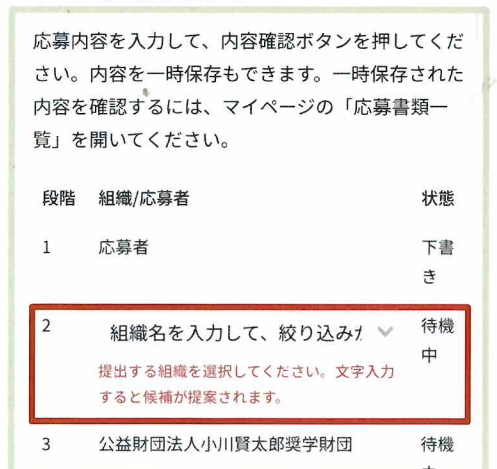 応募内容を入力して、内容確認ボタンを押してくだ
さい。内容を一時保存もできます。一時保存された
内容を確認するには、マイページの「応募書類一
覧」を開いてください。
段階 組織/応募者 状態
1 応募者 下書
き
2 組織名を入力して、絞り込み 待機
中
提出する組織を選択してください。文字入力
すると候補が提案されます。
3 公益財団法人小川賢太郎奨学財団 待機